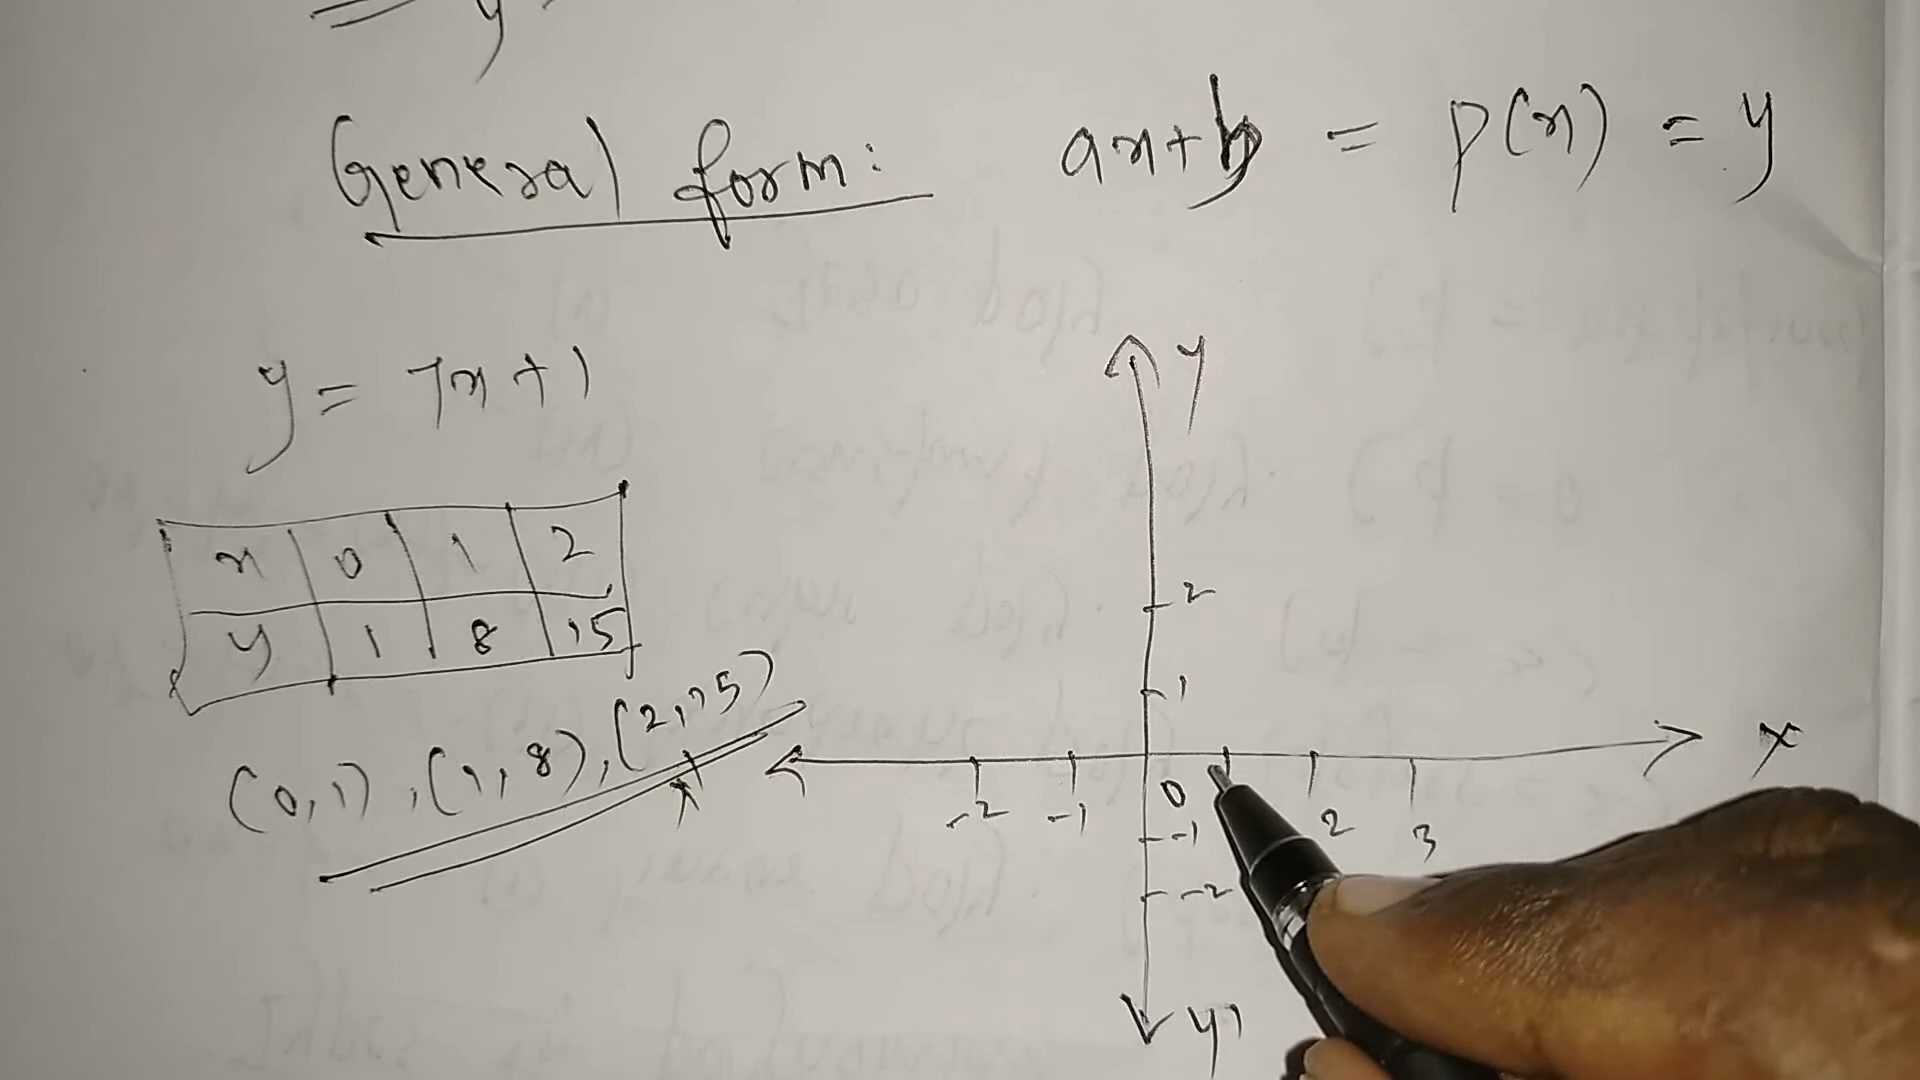 = y
General form: ax+b = p(x) = y
y = 7x+1
x 0 1 2
y 1 8 15
(0,1), (1,8), (2,15)
Y
2
1
X
0
-2 -1 2 3
-1
-2
y'